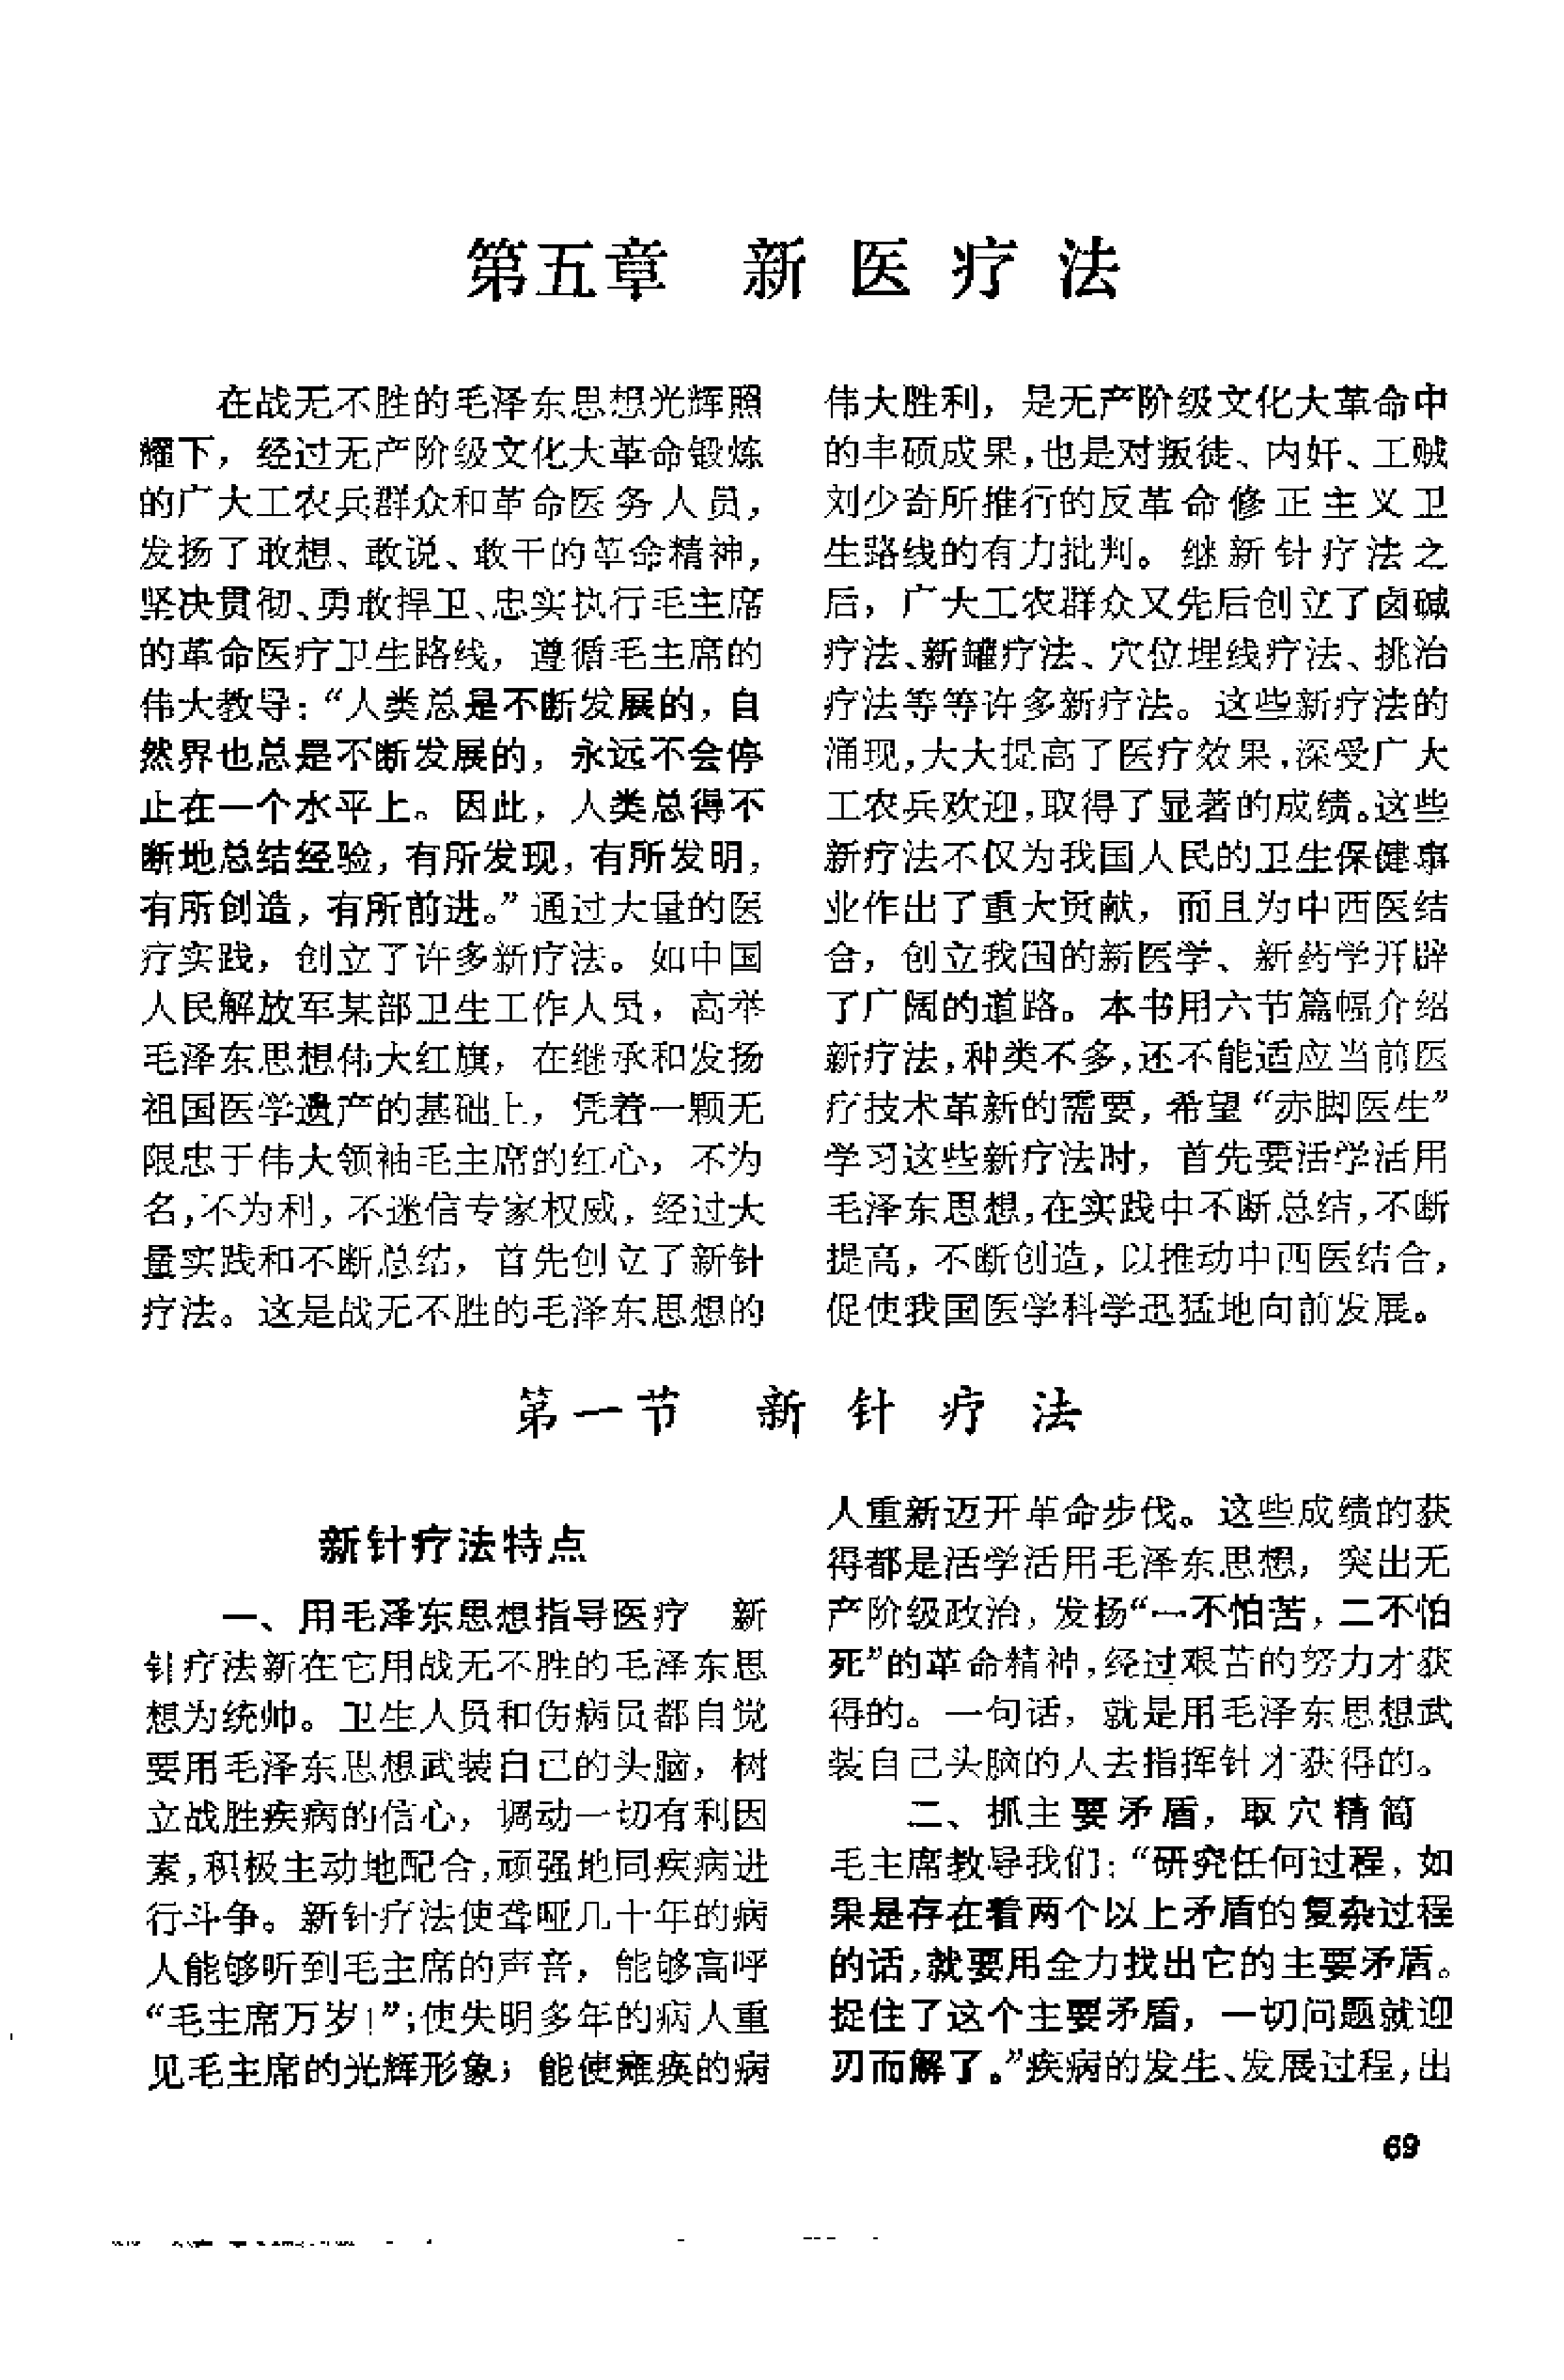 第五章　新医疗法
在战无不胜的毛泽东思想光辉照
耀下，经过无产阶级文化大革命锻炼
的广大工农兵群众和革命医务人员，
发扬了敢想、敢说、敢干的革命精神，
坚决贯彻、勇敢捍卫、忠实执行毛主席
的革命医疗卫生路线，遵循毛主席的
伟大教导：“人类总是不断发展的，自
然界也总是不断发展的，永远不会停
止在一个水平上。因此，人类总得不
断地总结经验，有所发现，有所发明，
有所创造，有所前进。”通过大量的医
疗实践，创立了许多新疗法。如中国
人民解放军某部卫生工作人员，高举
毛泽东思想伟大红旗，在继承和发扬
祖国医学遗产的基础上，凭着一颗无
限忠于伟大领袖毛主席的红心，不为
名，不为利，不迷信专家权威，经过大
量实践和不断总结，首先创立了新针
疗法。这是战无不胜的毛泽东思想的
伟大胜利，是无产阶级文化大革命中
的丰硕成果，也是对叛徒、内奸、工贼
刘少奇所推行的反革命修正主义卫
生路线的有力批判。继新针疗法之
后，广大工农群众又先后创立了卤碱
疗法、新罐疗法、穴位埋线疗法、挑治
疗法等等许多新疗法。这些新疗法的
涌现，大大提高了医疗效果，深受广大
工农兵欢迎，取得了显著的成绩。这些
新疗法不仅为我国人民的卫生保健事
业作出了重大贡献，而且为中西医结
合，创立我国的新医学、新药学开辟
了广阔的道路。本书用六节篇幅介绍
新疗法，种类不多，还不能适应当前医
疗技术革新的需要，希望“赤脚医生”
学习这些新疗法时，首先要活学活用
毛泽东思想，在实践中不断总结，不断
提高，不断创造，以推动中西医结合，
促使我国医学科学迅猛地向前发展。
第一节　新针疗法
新针疗法特点
一、用毛泽东思想指导医疗　新
针疗法新在它用战无不胜的毛泽东思
想为统帅。卫生人员和伤病员都自觉
要用毛泽东思想武装自己的头脑，树
立战胜疾病的信心，调动一切有利因
素，积极主动地配合，顽强地同疾病进
行斗争。新针疗法使聋哑几十年的病
人能够听到毛主席的声音，能够高呼
“毛主席万岁！”；使失明多年的病人重
见毛主席的光辉形象；能使瘫痪的病
人重新迈开革命步伐。这些成绩的获
得都是活学活用毛泽东思想，突出无
产阶级政治，发扬“一不怕苦，二不怕
死”的革命精神，经过艰苦的努力才获
得的。一句话，就是用毛泽东思想武
装自己头脑的人去指挥针才获得的。
二、抓主要矛盾，取穴精简
毛主席教导我们：“研究任何过程，如
果是存在着两个以上矛盾的复杂过程
的话，就要用全力找出它的主要矛盾。
捉住了这个主要矛盾，一切问题就迎
刃而解了。”疾病的发生、发展过程，出
69